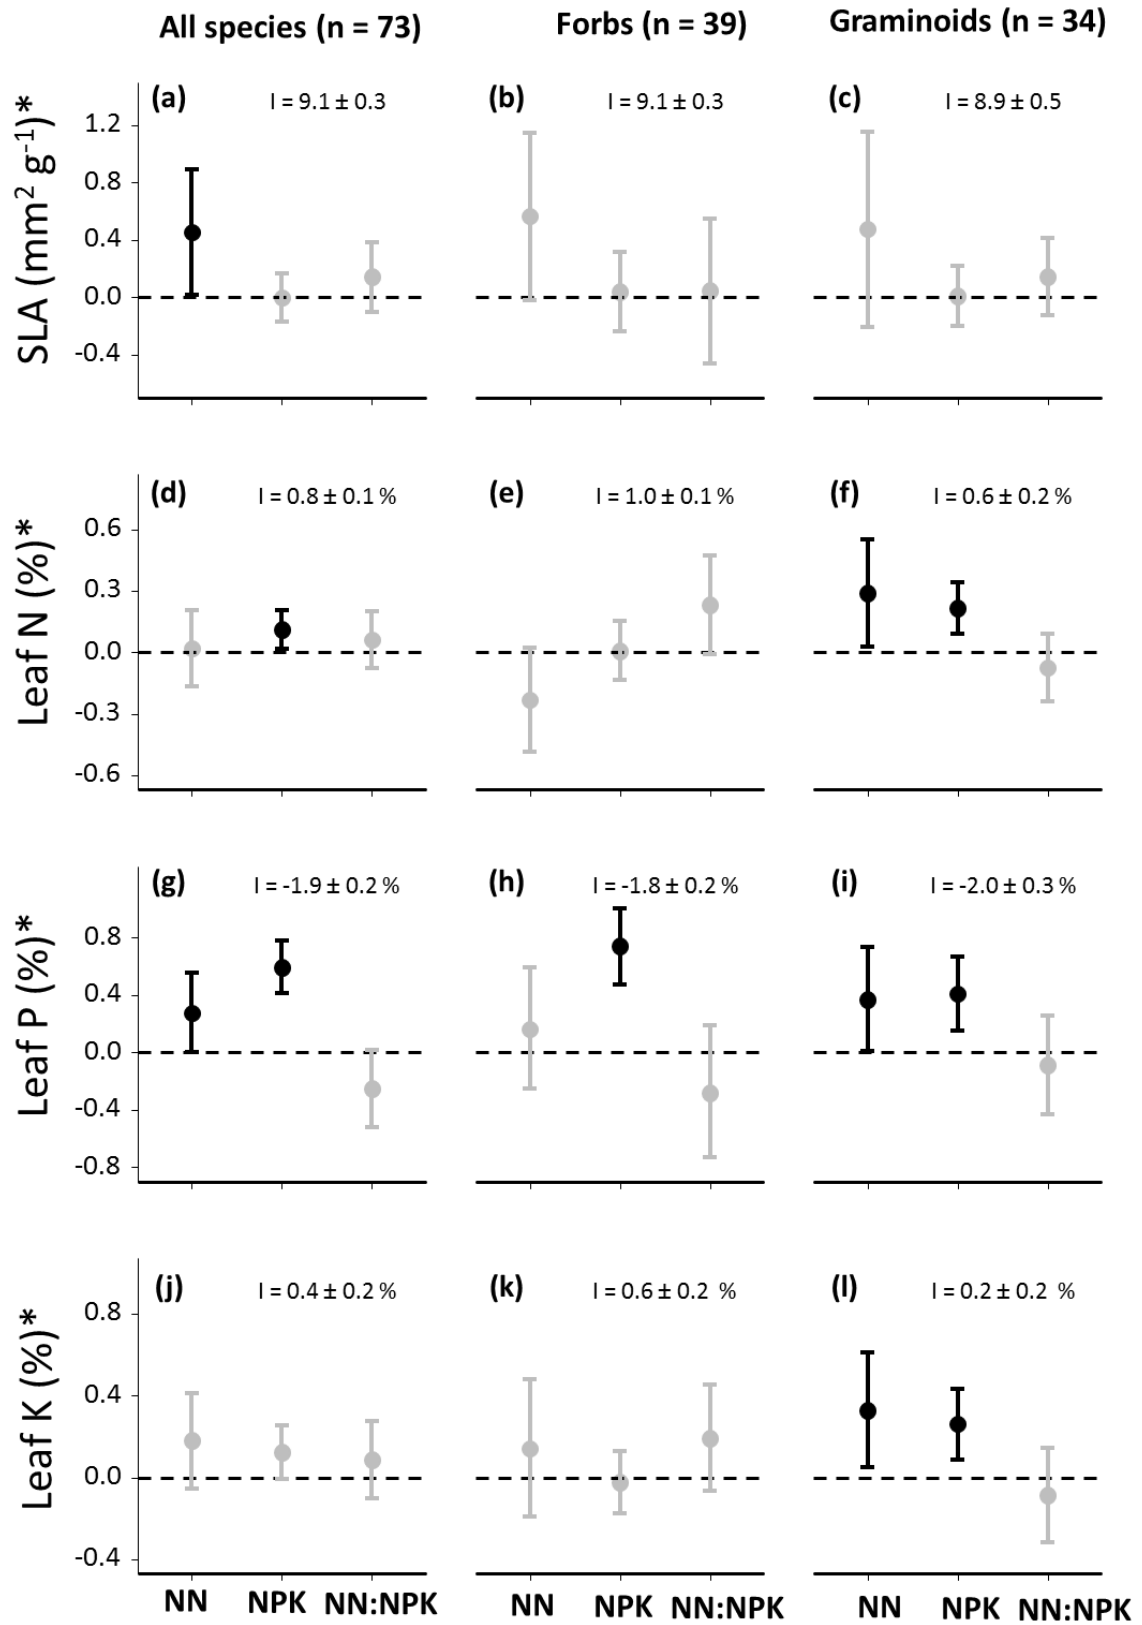 All species (n = 73) Forbs (n = 39) Graminoids (n = 34)
SLA (mm² g⁻¹)*
(a) I = 9.1 ± 0.3 (b) I = 9.1 ± 0.3 (c) I = 8.9 ± 0.5
1.2
0.8
0.4
0.0
-0.4
Leaf N (%)*
(d) I = 0.8 ± 0.1 % (e) I = 1.0 ± 0.1 % (f) I = 0.6 ± 0.2 %
0.6
0.3
0.0
-0.3
-0.6
Leaf P (%)*
(g) I = -1.9 ± 0.2 % (h) I = -1.8 ± 0.2 % (i) I = -2.0 ± 0.3 %
0.8
0.4
0.0
-0.4
-0.8
Leaf K (%)*
(j) I = 0.4 ± 0.2 % (k) I = 0.6 ± 0.2 % (l) I = 0.2 ± 0.2 %
0.8
0.4
0.0
-0.4
NN NPK NN:NPK NN NPK NN:NPK NN NPK NN:NPK